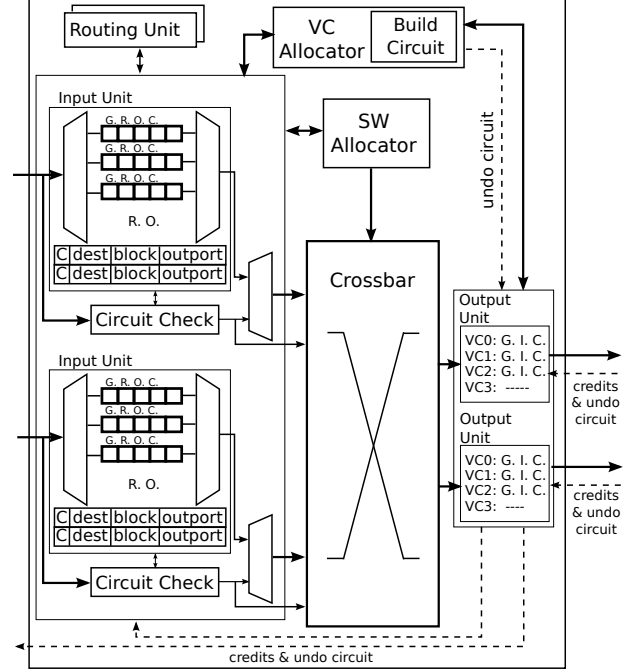 Routing Unit
VC
Allocator
Build
Circuit
Input Unit
G. R. O. C.
G. R. O. C.
G. R. O. C.
R. O.
C dest block outport
C dest block outport
Circuit Check
SW
Allocator
undo circuit
Crossbar
Output
Unit
VC0: G. I. C.
VC1: G. I. C.
VC2: G. I. C.
VC3: -----
credits
& undo
circuit
Input Unit
G. R. O. C.
G. R. O. C.
G. R. O. C.
R. O.
C dest block outport
C dest block outport
Circuit Check
Output
Unit
VC0: G. I. C.
VC1: G. I. C.
VC2: G. I. C.
VC3: ----
credits
& undo
circuit
credits & undo circuit